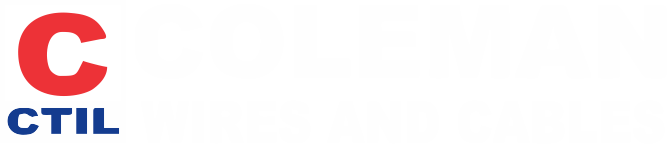 C
CTIL
COLEMAN
WIRES AND CABLES